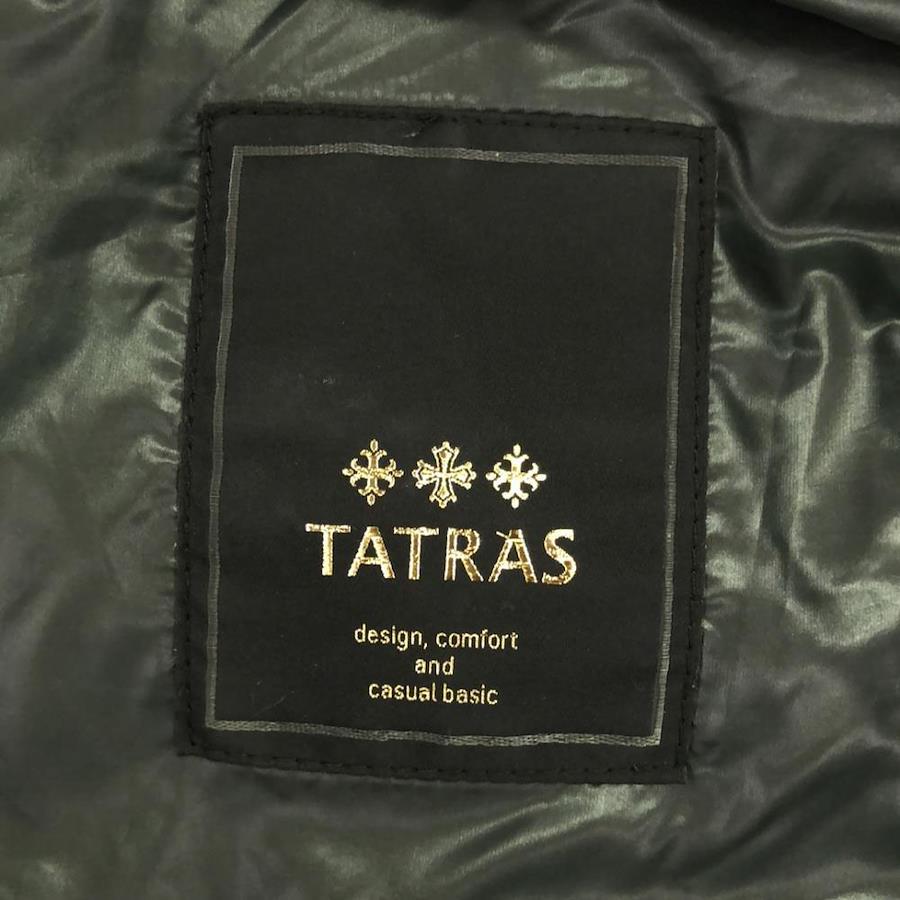 TATRAS
design, comfort
and
casual basic